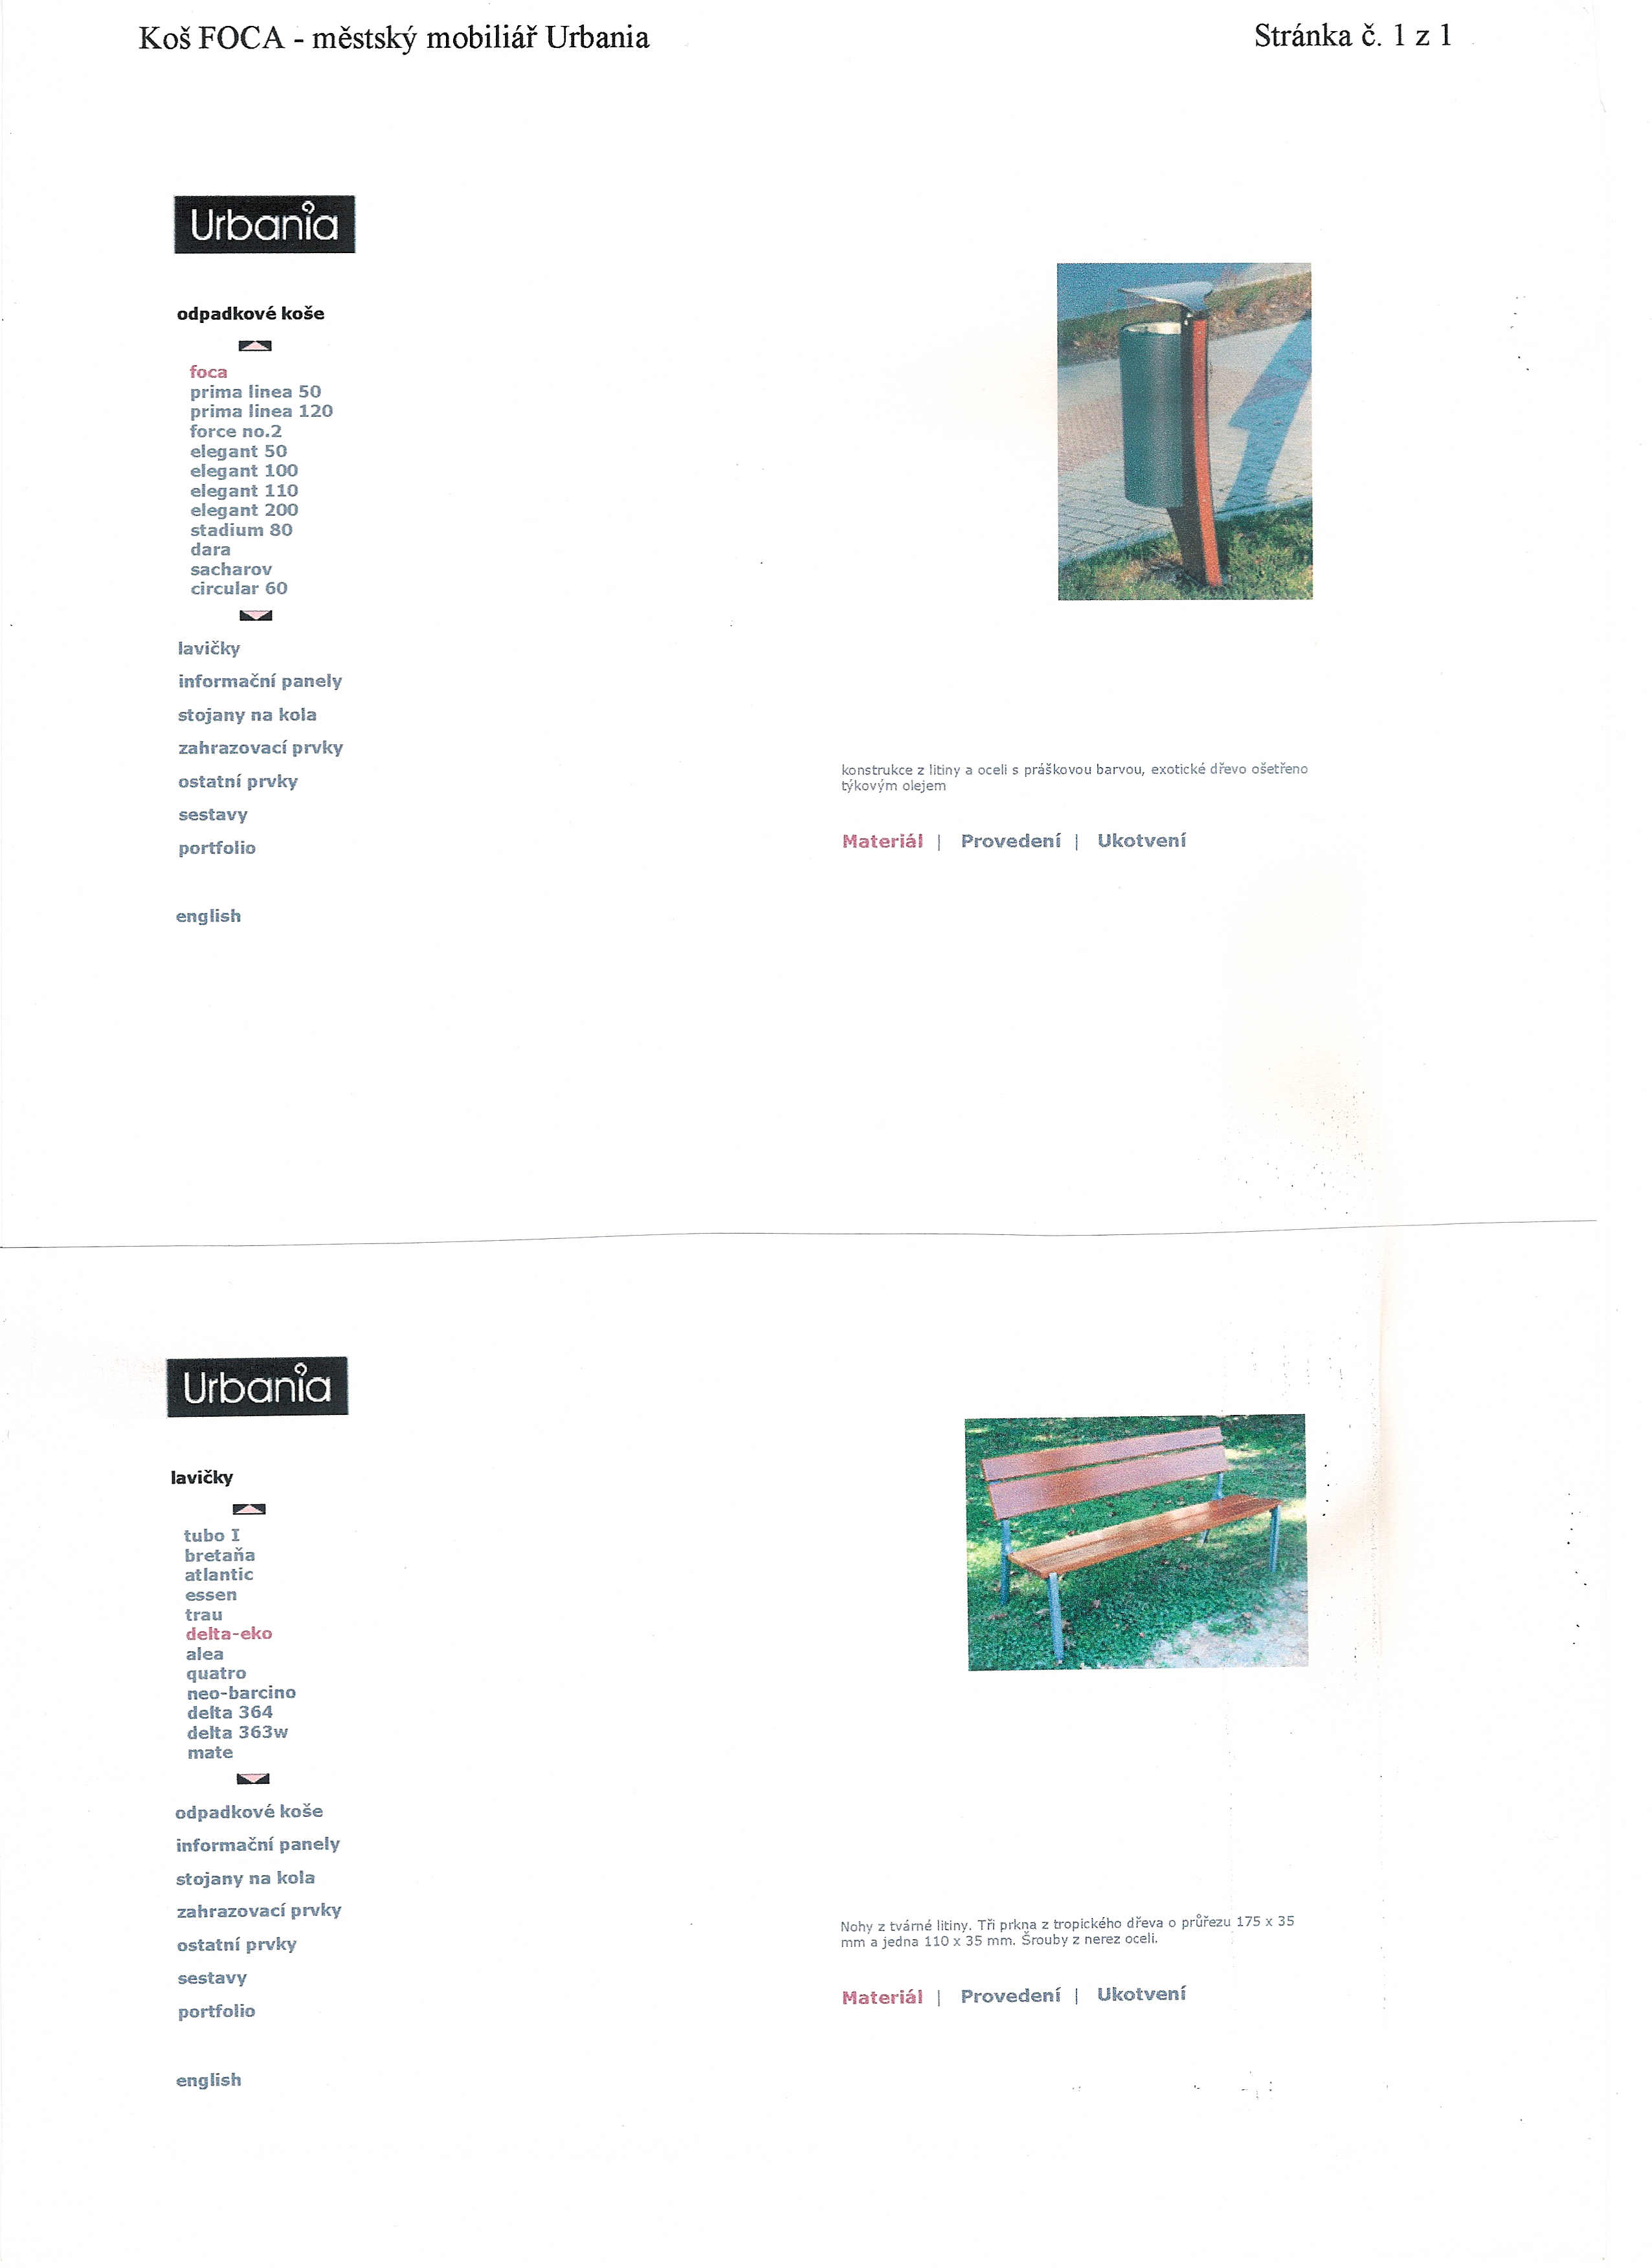 Koš FOCA - městský mobiliář Urbania
Stránka č. 1 z 1
Urbania
odpadkové koše
foca
prima linea 50
prima linea 120
force no.2
elegant 50
elegant 100
elegant 110
elegant 200
stadium 80
dara
sacharov
circular 60
lavičky
informační panely
stojany na kola
zahrazovací prvky
ostatní prvky
sestavy
portfolio
english
konstrukce z litiny a oceli s práškovou barvou, exotické dřevo ošetřeno
týkovým olejem
Materiál | Provedení | Ukotvení
Urbania
lavičky
tubo I
bretaňa
atlantic
essen
trau
delta-eko
alea
quatro
neo-barcino
delta 364
delta 363w
mate
odpadkové koše
informační panely
stojany na kola
zahrazovací prvky
ostatní prvky
sestavy
portfolio
english
Nohy z tvárné litiny. Tři prkna z tropického dřeva o průřezu 175 x 35
mm a jedna 110 x 35 mm. Šrouby z nerez oceli.
Materiál | Provedení | Ukotvení